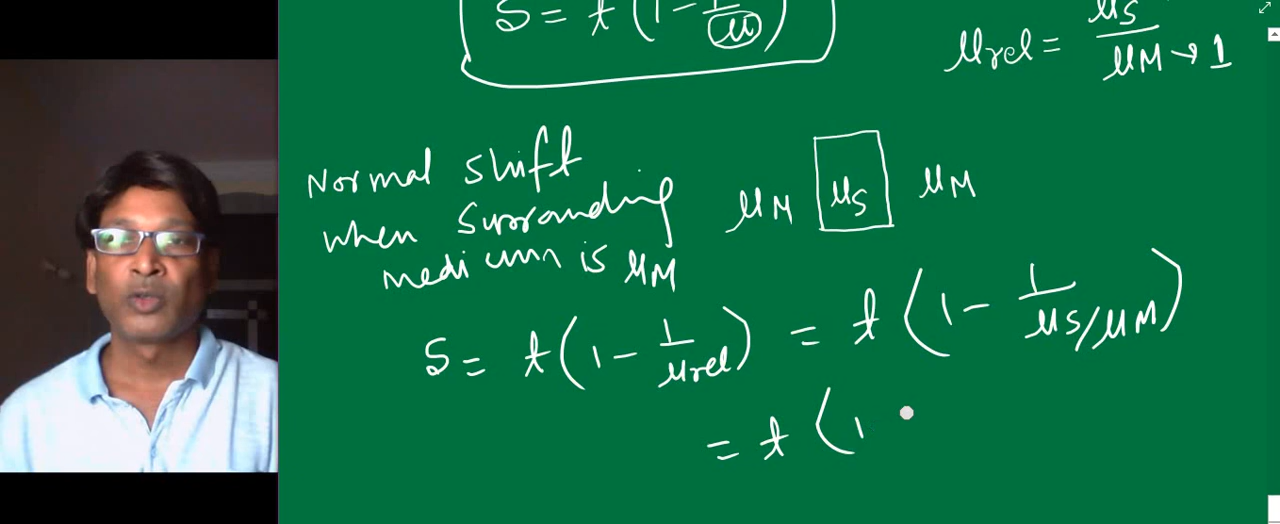 S = t (1 - 1/μ)
μrel = μS / μM → 1
Normal shift
when surrounding
medium is μM
μM μS μM
S = t (1 - 1/μrel) = t (1 - 1/μS/μM)
= t (1